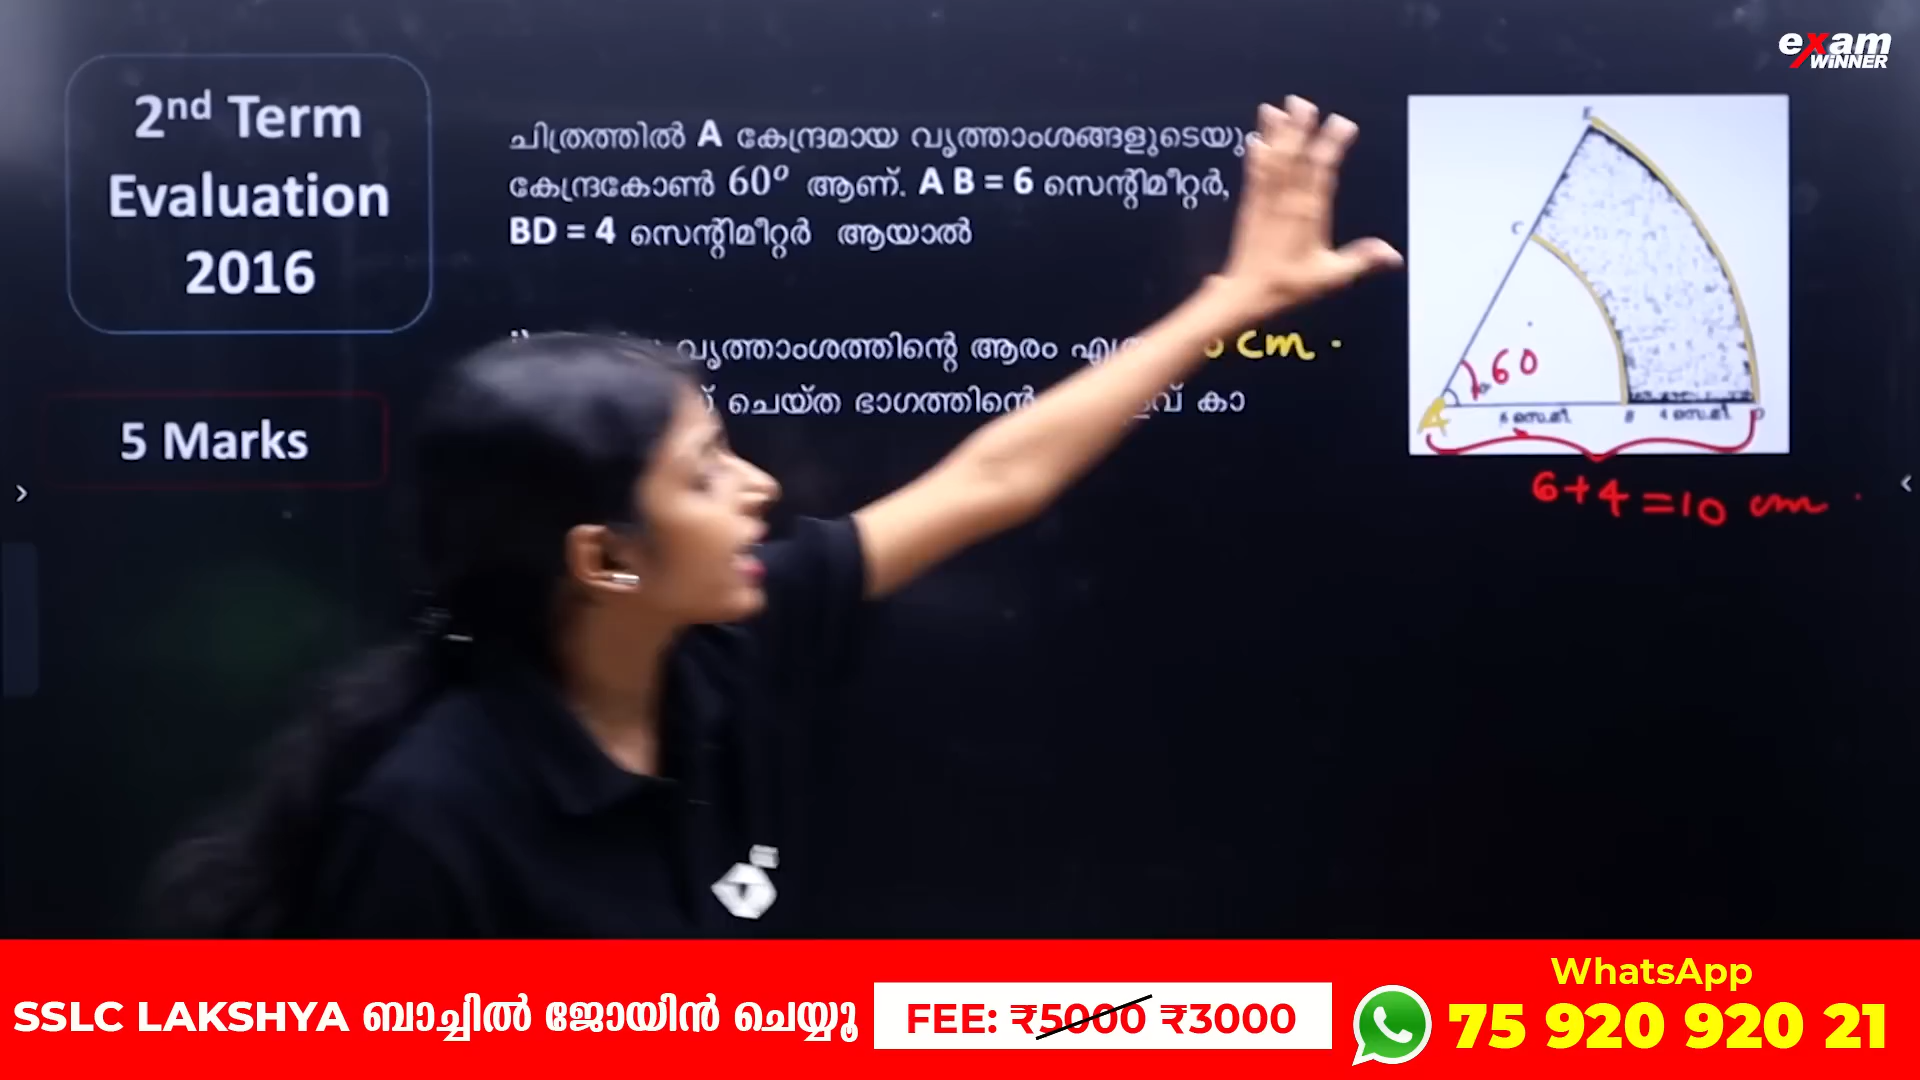 exam
WiNNER
2nd Term
Evaluation
2016
5 Marks
ചിത്രത്തിൽ A കേന്ദ്രമായ വൃത്താംശങ്ങളുടെയും
കേന്ദ്രകോൺ 60° ആണ്. A B = 6 സെന്റിമീറ്റർ,
BD = 4 സെന്റിമീറ്റർ ആയാൽ
വൃത്താംശത്തിന്റെ ആരം cm .
ചെയ്ത ഭാഗത്തിന്റെ
E
C
60
A
6 സെ.മീ B 4 സെ.മീ D
6+4 = 10 cm .
SSLC LAKSHYA ബാച്ചിൽ ജോയിൻ ചെയ്യൂ
FEE: ₹5000 ₹3000
WhatsApp
75 920 920 21